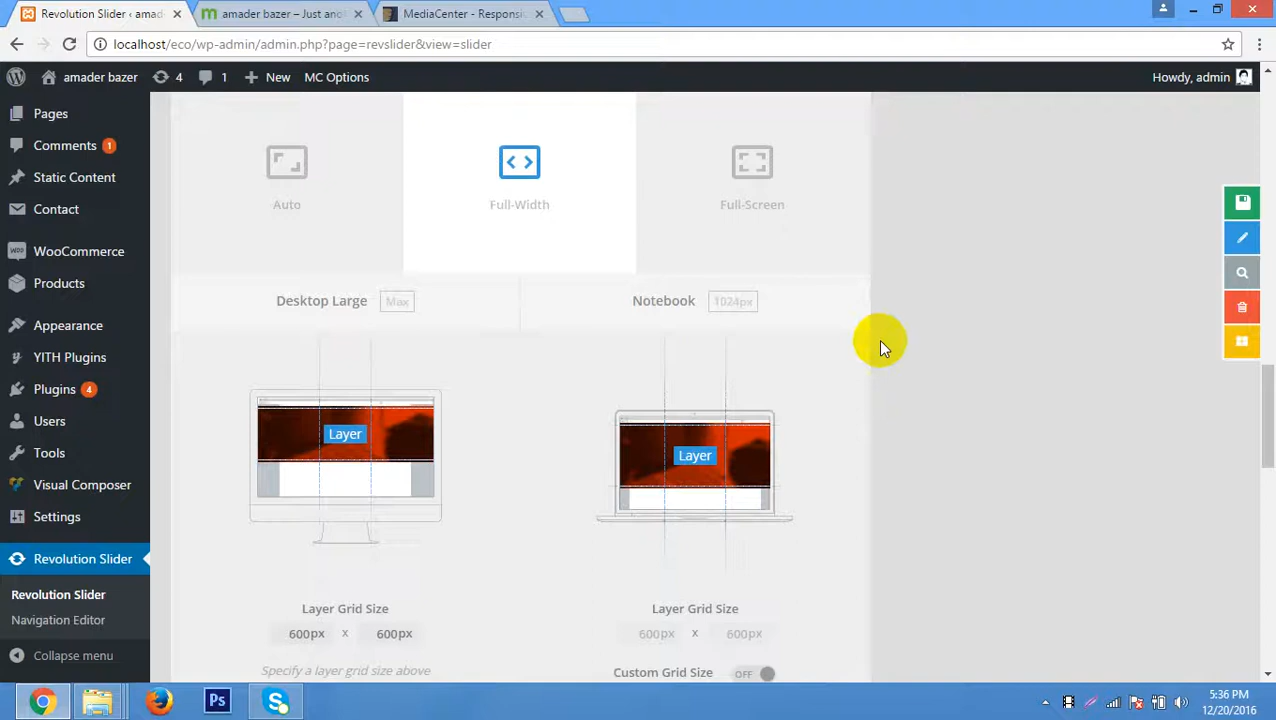 Revolution Slider ‹ amad
amader bazer – Just anot
MediaCenter - Responsi
localhost/eco/wp-admin/admin.php?page=revslider&view=slider
amader bazer
4
1
New
MC Options
Howdy, admin
Pages
Comments 1
Static Content
Contact
WooCommerce
Products
Appearance
YITH Plugins
Plugins 4
Users
Tools
Visual Composer
Settings
Revolution Slider
Revolution Slider
Navigation Editor
Collapse menu
Auto
Full-Width
Full-Screen
Desktop Large Max
Notebook 1024px
Layer
Layer
Layer Grid Size
600px x 600px
Specify a layer grid size above
Layer Grid Size
600px x 600px
Custom Grid Size OFF
Ps
5:36 PM
12/20/2016